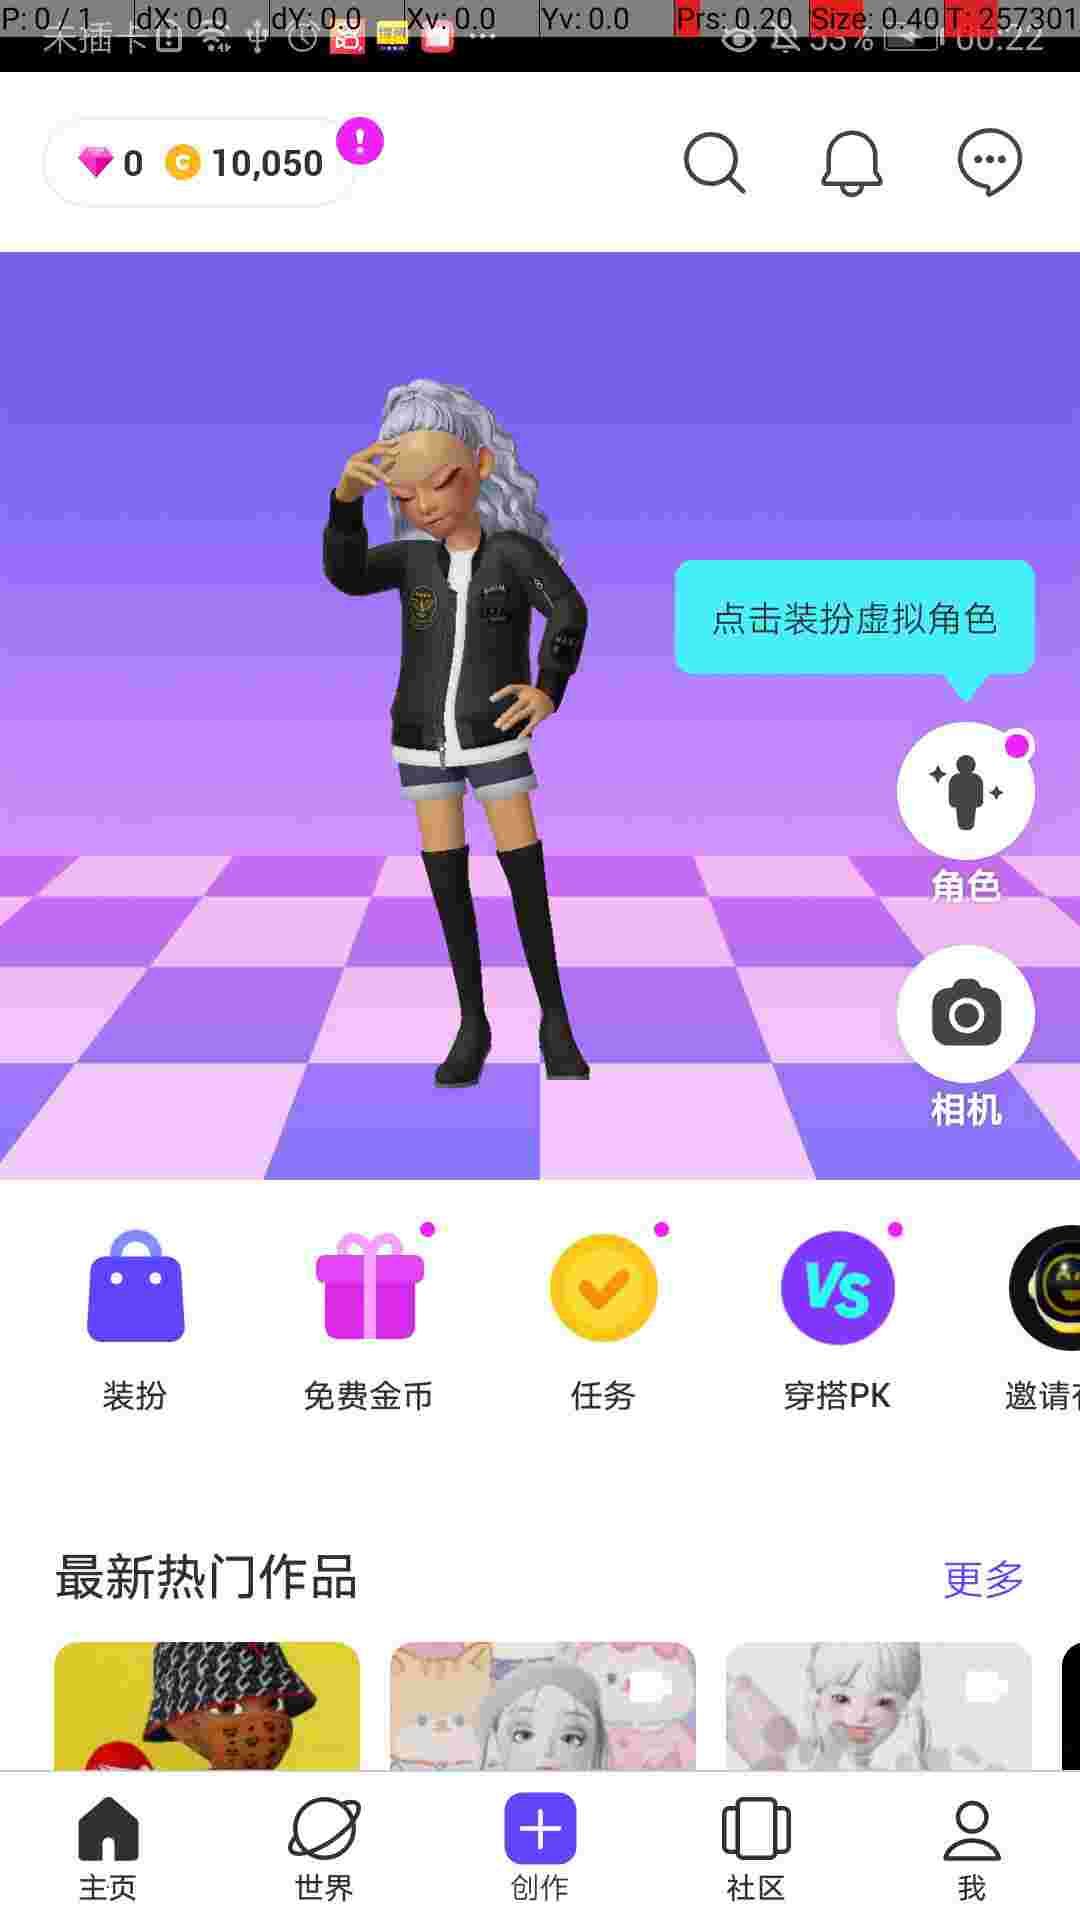 P: 0 / 1 dX: 0.0 dY: 0.0 Xv: 0.0 Yv: 0.0 Prs: 0.20 Size: 0.40 T: 257301
未插卡 53% 00:22
0 10,050
点击装扮虚拟角色
角色
相机
装扮 免费金币 任务 穿搭PK 邀请
最新热门作品 更多
主页 世界 创作 社区 我